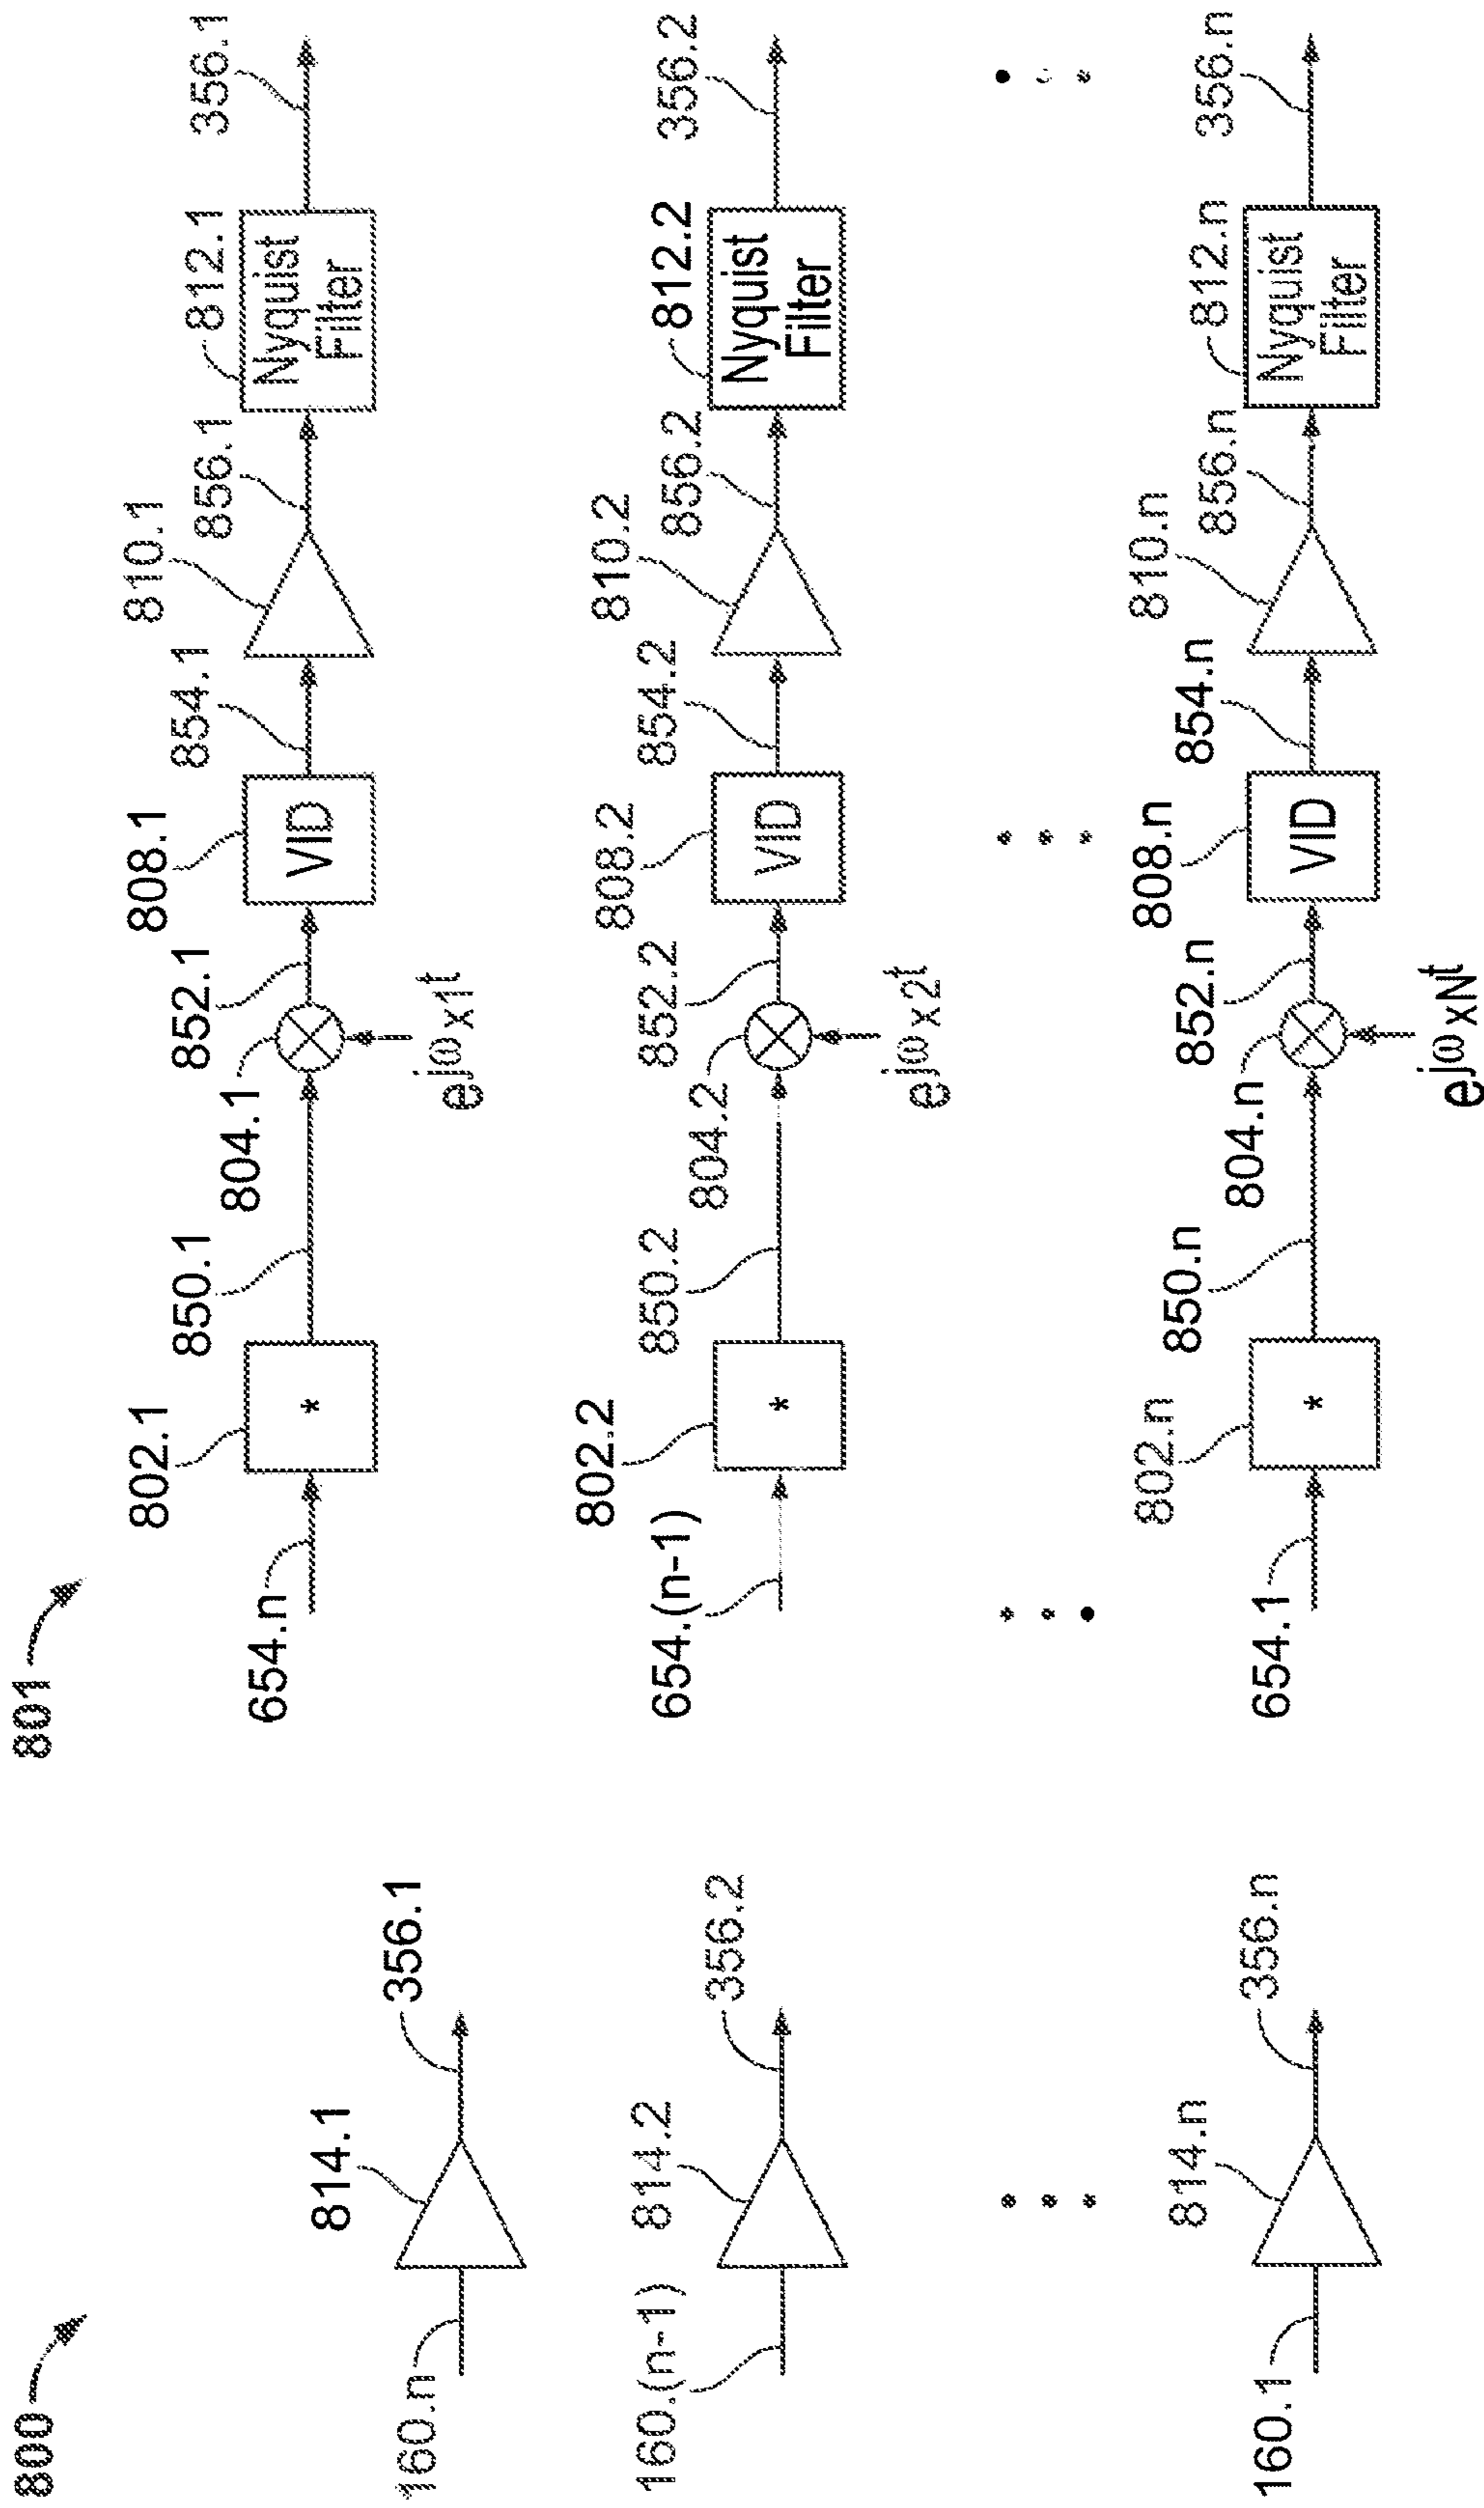 800
160.n
814.1
356.1
160.(n-1)
814.2
356.2
160.1
814.n
356.n
801
654.n
802.1
*
850.1
804.1
e^jωx1t
852.1
808.1
VID
854.1
810.1
856.1
812.1
Nyquist
Filter
356.1
654.(n-1)
802.2
*
850.2
804.2
e^jωx2t
852.2
808.2
VID
854.2
810.2
856.2
812.2
Nyquist
Filter
356.2
654.1
802.n
*
850.n
804.n
e^jωxNt
852.n
808.n
VID
854.n
810.n
856.n
812.n
Nyquist
Filter
356.n